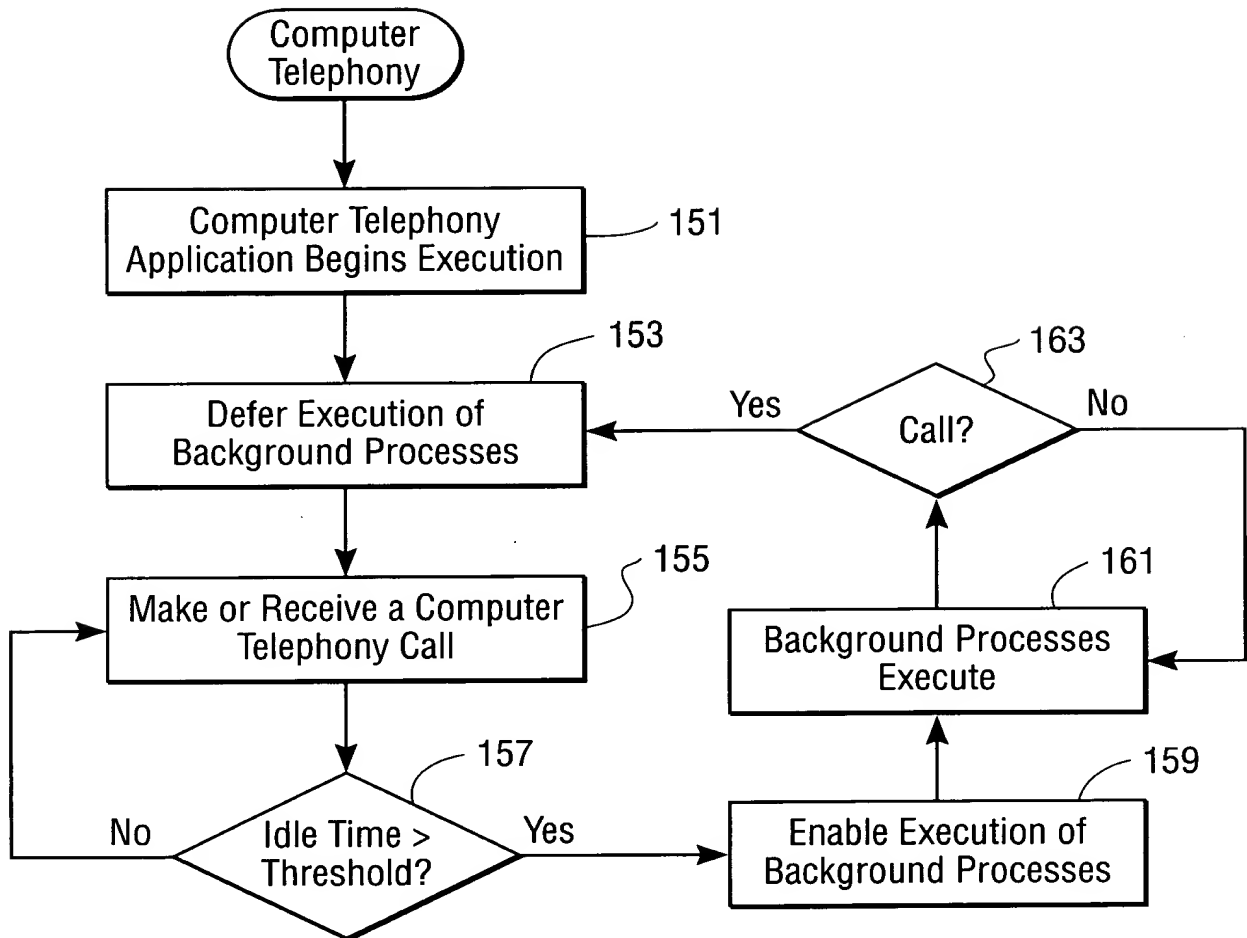 Computer
Telephony
Computer Telephony
Application Begins Execution
151
153
Defer Execution of
Background Processes
Yes
163
Call?
No
155
Make or Receive a Computer
Telephony Call
161
Background Processes
Execute
157
No
Idle Time >
Threshold?
Yes
159
Enable Execution of
Background Processes